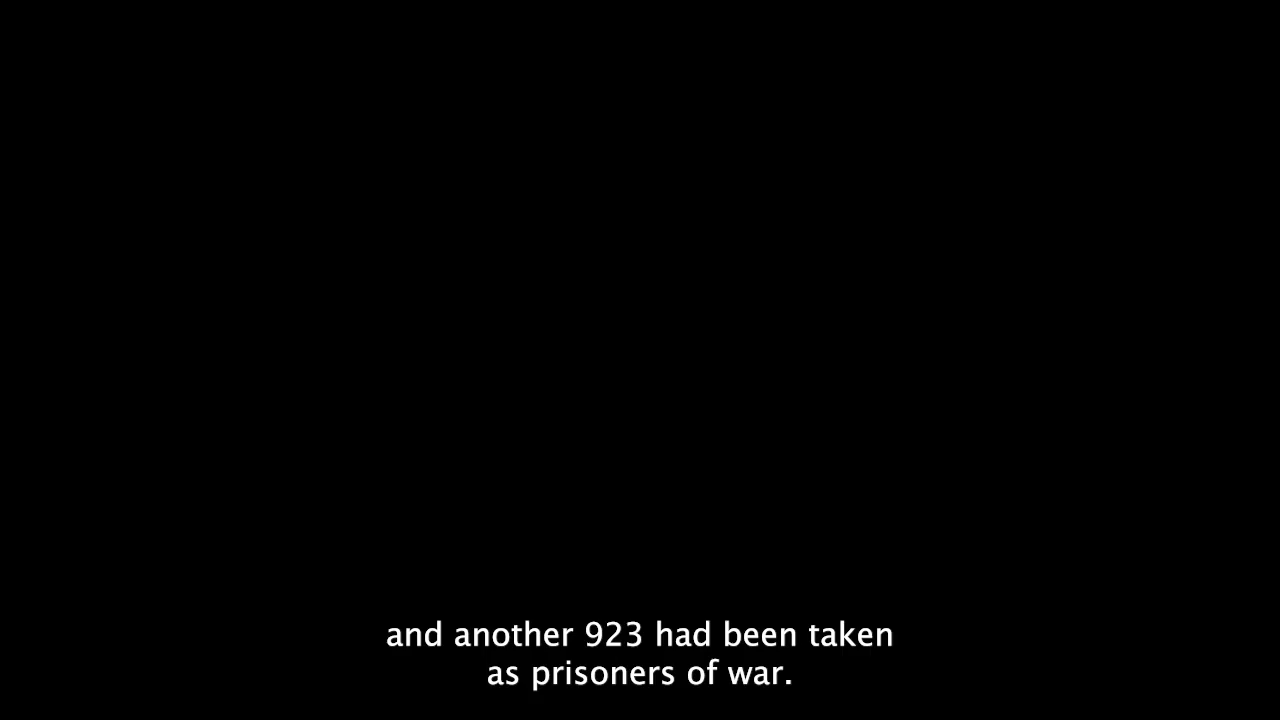 and another 923 had been taken
as prisoners of war.